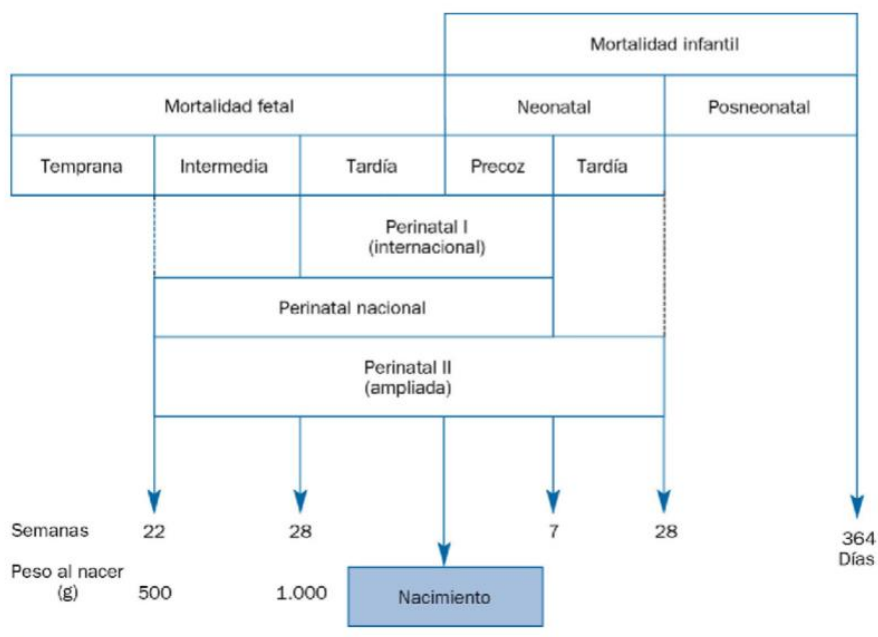 Mortalidad infantil
Mortalidad fetal
Neonatal
Posneonatal
Temprana
Intermedia
Tardía
Precoz
Tardía
Perinatal I
(internacional)
Perinatal nacional
Perinatal II
(ampliada)
Semanas
22
28
7
28
364
Días
Peso al nacer
(g)
500
1.000
Nacimiento